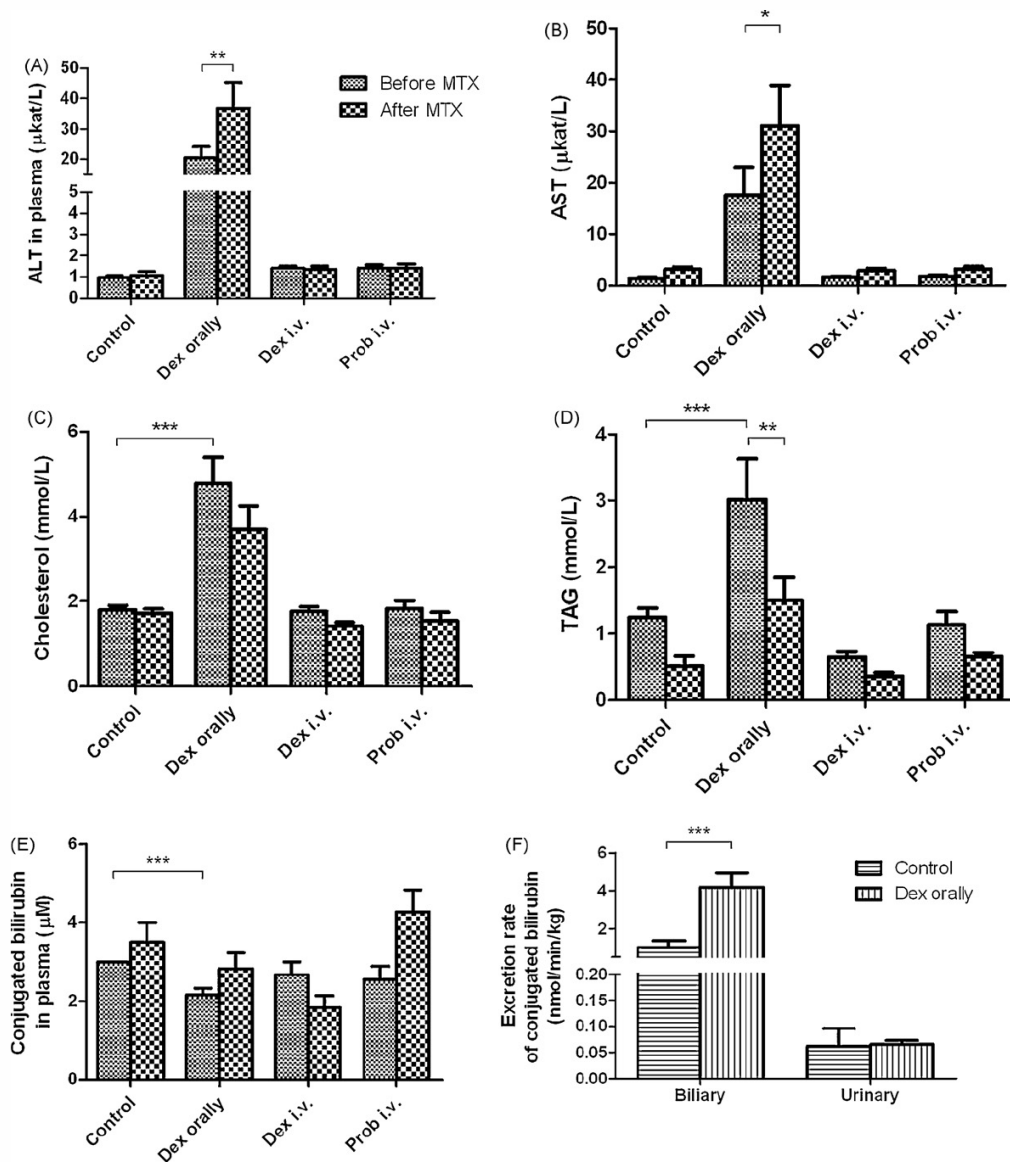 (A)
ALT in plasma (µkat/L)
50
40
30
20
5
4
3
2
1
0
**
Before MTX
After MTX
Control
Dex orally
Dex i.v.
Prob i.v.
(B)
AST (µkat/L)
50
40
30
20
10
0
*
Control
Dex orally
Dex i.v.
Prob i.v.
(C)
Cholesterol (mmol/L)
6
4
2
0
***
Control
Dex orally
Dex i.v.
Prob i.v.
(D)
TAG (mmol/L)
4
3
2
1
0
***
**
Control
Dex orally
Dex i.v.
Prob i.v.
(E)
Conjugated bilirubin
in plasma (µM)
6
4
2
0
***
Control
Dex orally
Dex i.v.
Prob i.v.
(F)
Excretion rate
of conjugated bilirubin
(nmol/min/kg)
6
4
2
0.20
0.15
0.10
0.05
0.00
***
Control
Dex orally
Biliary
Urinary